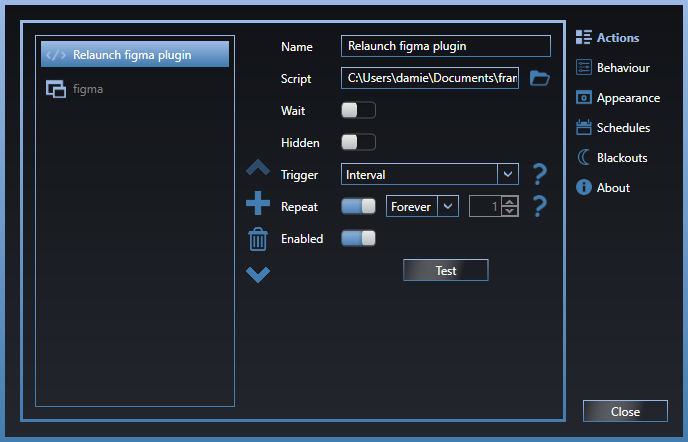 Relaunch figma plugin
figma
Name
Relaunch figma plugin
Script
C:\Users\damie\Documents\frar
Wait
Hidden
Trigger
Interval
?
Repeat
Forever
1
?
Enabled
Test
Actions
Behaviour
Appearance
Schedules
Blackouts
About
Close